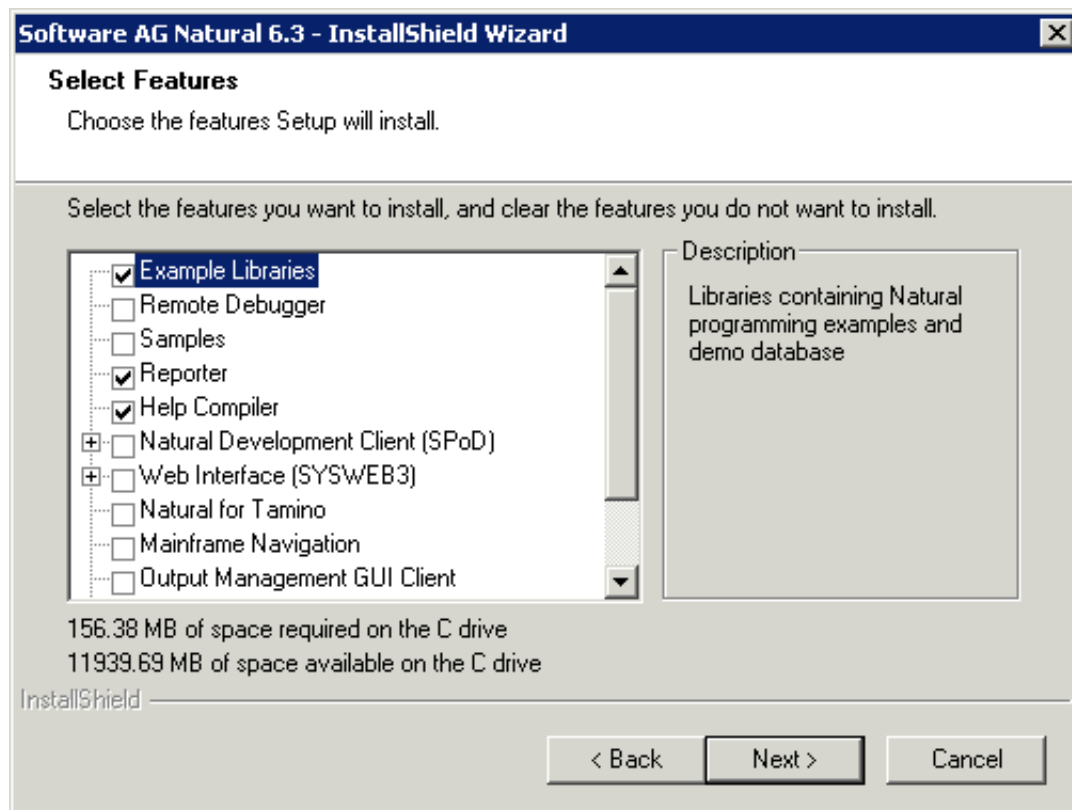 Software AG Natural 6.3 - InstallShield Wizard
Select Features
Choose the features Setup will install.
Select the features you want to install, and clear the features you do not want to install.
Example Libraries
Remote Debugger
Samples
Reporter
Help Compiler
Natural Development Client (SPoD)
Web Interface (SYSWEB3)
Natural for Tamino
Mainframe Navigation
Output Management GUI Client
Description
Libraries containing Natural
programming examples and
demo database
156.38 MB of space required on the C drive
11939.69 MB of space available on the C drive
InstallShield
< Back
Next >
Cancel